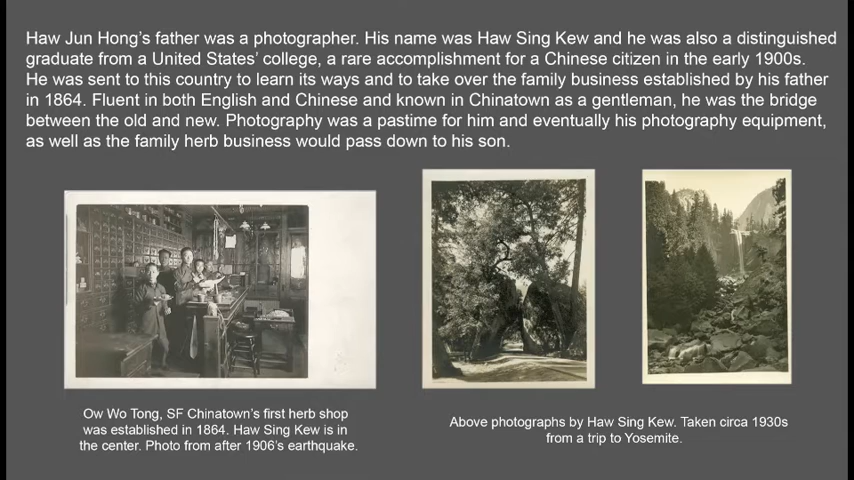 Haw Jun Hong's father was a photographer. His name was Haw Sing Kew and he was also a distinguished
graduate from a United States' college, a rare accomplishment for a Chinese citizen in the early 1900s.
He was sent to this country to learn its ways and to take over the family business established by his father
in 1864. Fluent in both English and Chinese and known in Chinatown as a gentleman, he was the bridge
between the old and new. Photography was a pastime for him and eventually his photography equipment,
as well as the family herb business would pass down to his son.
Ow Wo Tong, SF Chinatown's first herb shop
was established in 1864. Haw Sing Kew is in
the center. Photo from after 1906's earthquake.
Above photographs by Haw Sing Kew. Taken circa 1930s
from a trip to Yosemite.